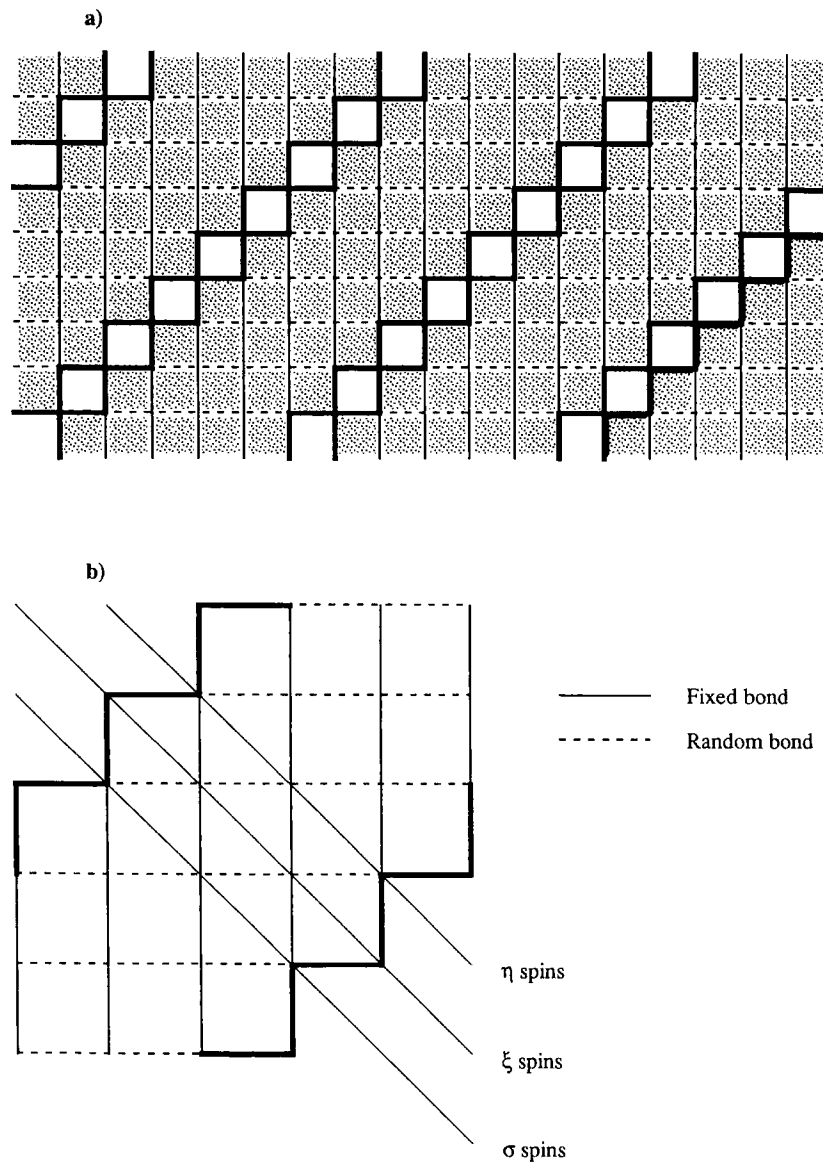 a)
b)
Fixed bond
Random bond
η spins
ξ spins
σ spins